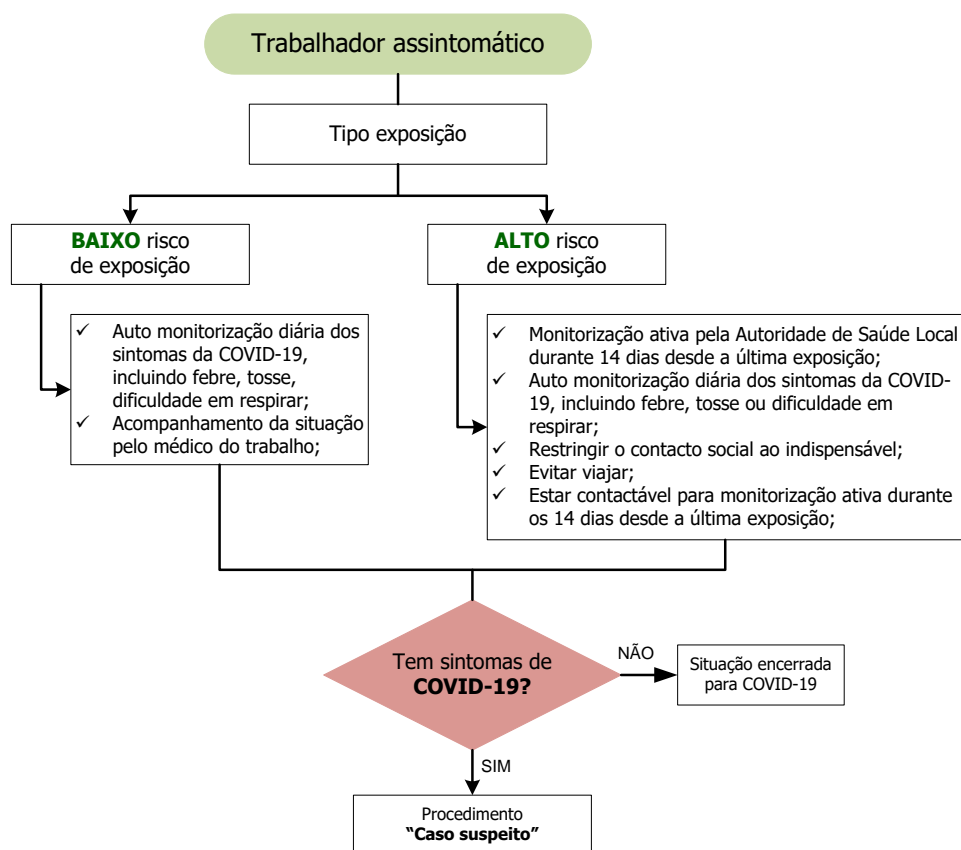 Trabalhador assintomático
Tipo exposição
BAIXO risco
de exposição
ALTO risco
de exposição
✓ Auto monitorização diária dos
sintomas da COVID-19,
incluindo febre, tosse,
dificuldade em respirar;
✓ Acompanhamento da situação
pelo médico do trabalho;
✓ Monitorização ativa pela Autoridade de Saúde Local
durante 14 dias desde a última exposição;
✓ Auto monitorização diária dos sintomas da COVID-
19, incluindo febre, tosse ou dificuldade em
respirar;
✓ Restringir o contacto social ao indispensável;
✓ Evitar viajar;
✓ Estar contactável para monitorização ativa durante
os 14 dias desde a última exposição;
Tem sintomas de
COVID-19?
NÃO
Situação encerrada
para COVID-19
SIM
Procedimento
“Caso suspeito”